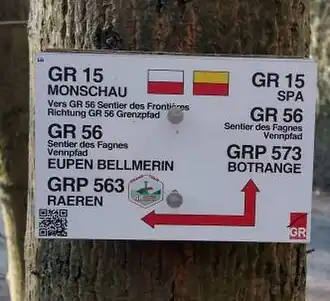 GR 15
MONSCHAU
Vers GR 56 Sentier des Frontières
Richtung GR 56 Grenzpfad
GR 56
Sentier des Fagnes
Vennpfad
EUPEN BELLMERIN
GRP 563
RAEREN
GR 15
SPA
GR 56
Sentier des Fagnes
Vennpfad
GRP 573
BOTRANGE
GR